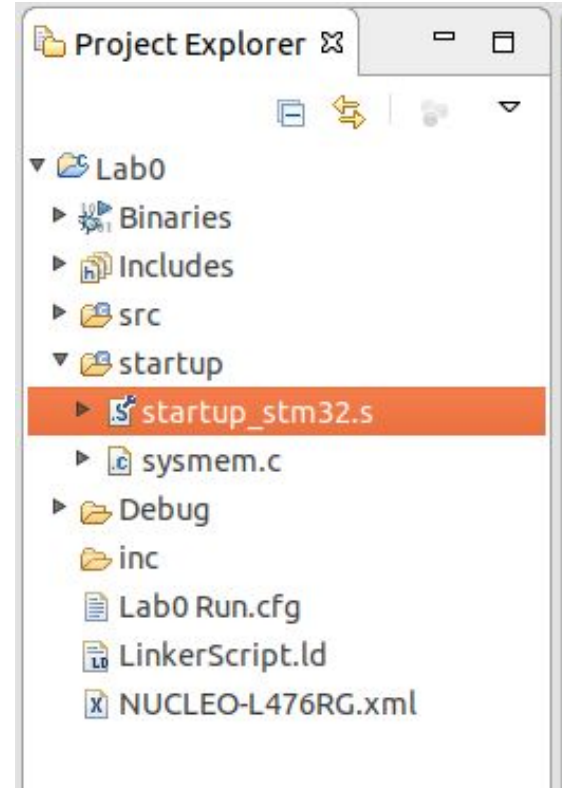 Project Explorer
Lab0
Binaries
Includes
src
startup
startup_stm32.s
sysmem.c
Debug
inc
Lab0 Run.cfg
LinkerScript.ld
NUCLEO-L476RG.xml